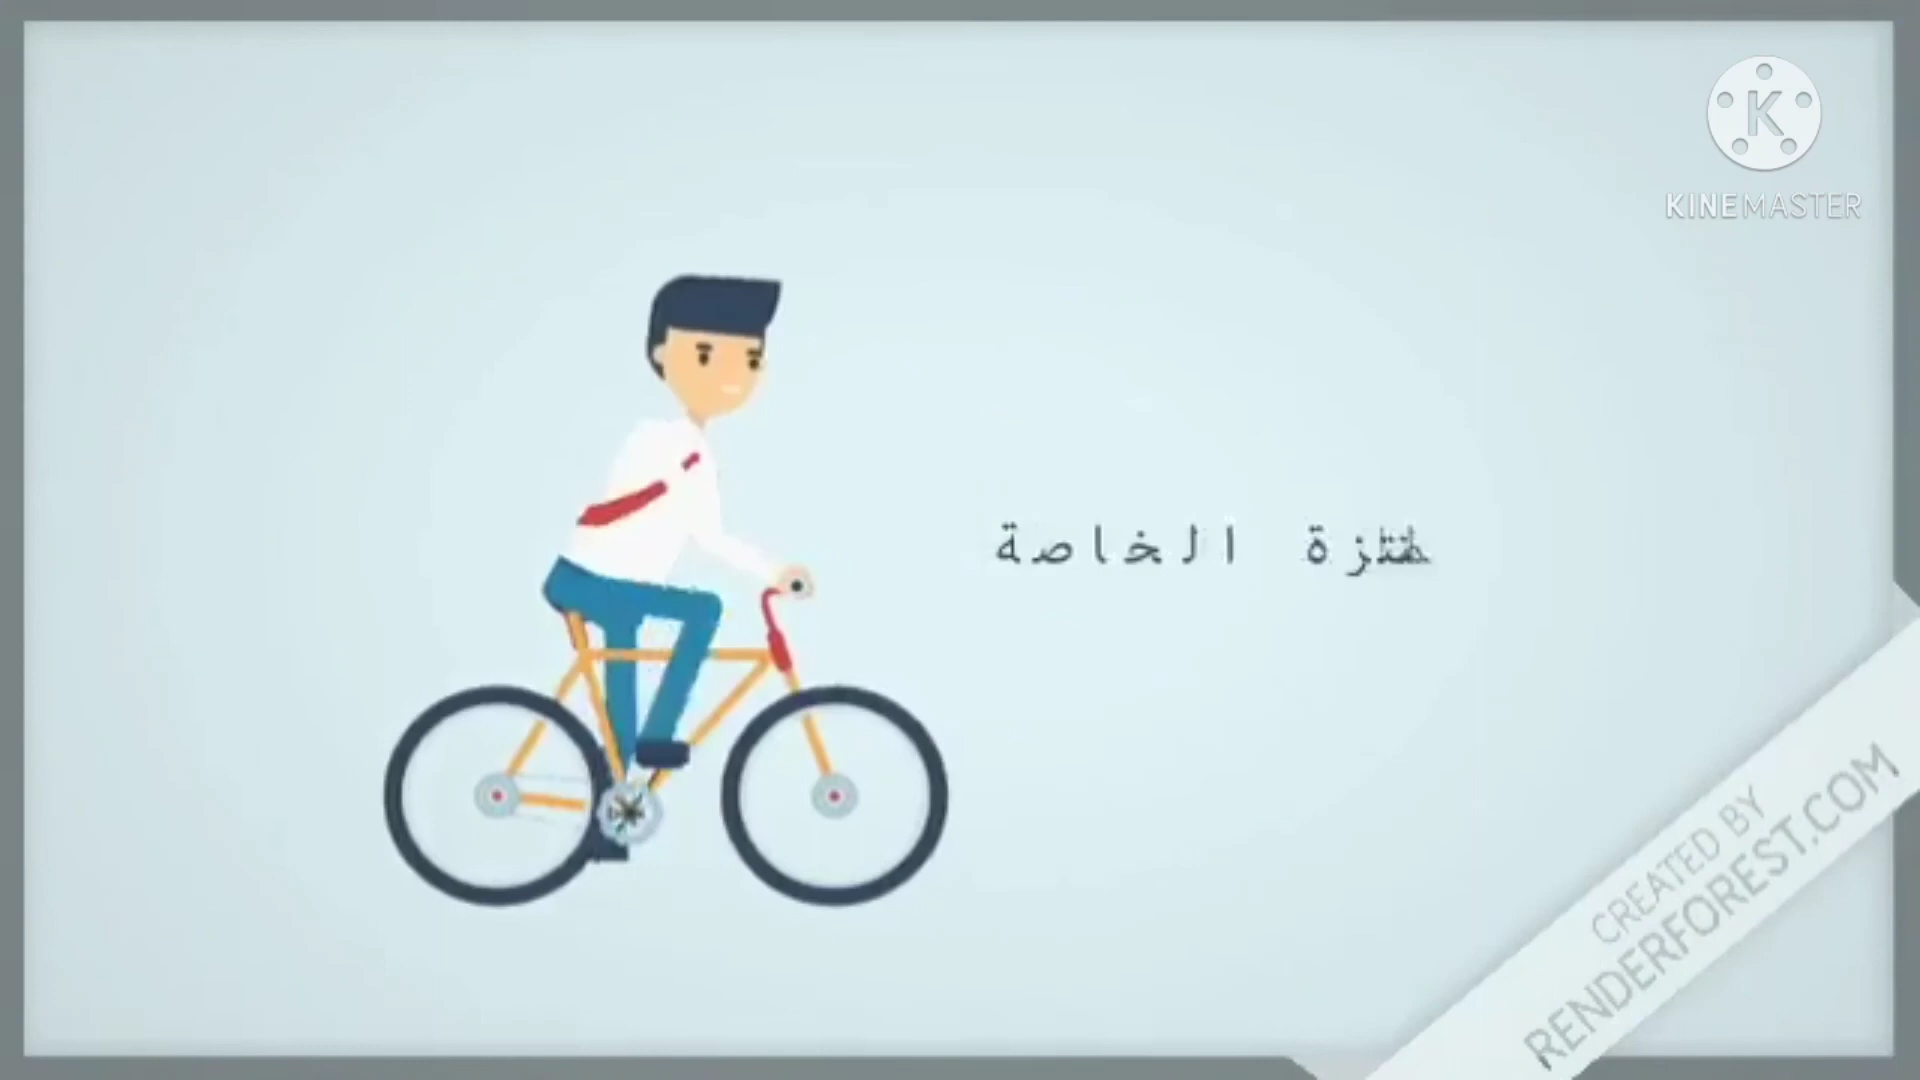 KINEMASTER
الخاصة
CREATED BY
RENDERFOREST.COM